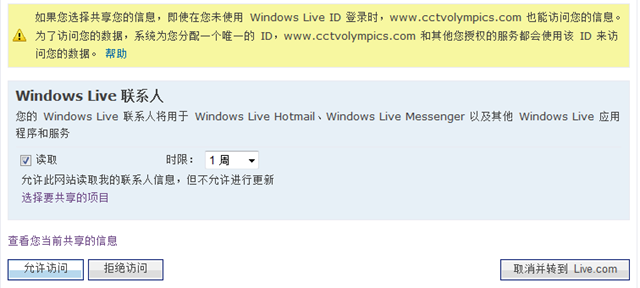 如果您选择共享您的信息，即使在您未使用 Windows Live ID 登录时，www.cctvolympics.com 也能访问您的信息。
为了访问您的数据，系统为您分配一个唯一的 ID，www.cctvolympics.com 和其他您授权的服务都会使用该 ID 来访
问您的数据。 帮助
Windows Live 联系人
您的 Windows Live 联系人将用于 Windows Live Hotmail、Windows Live Messenger 以及其他 Windows Live 应用
程序和服务
读取 时限： 1 周
允许此网站读取我的联系人信息，但不允许进行更新
选择要共享的项目
查看您当前共享的信息
允许访问 拒绝访问 取消并转到 Live.com